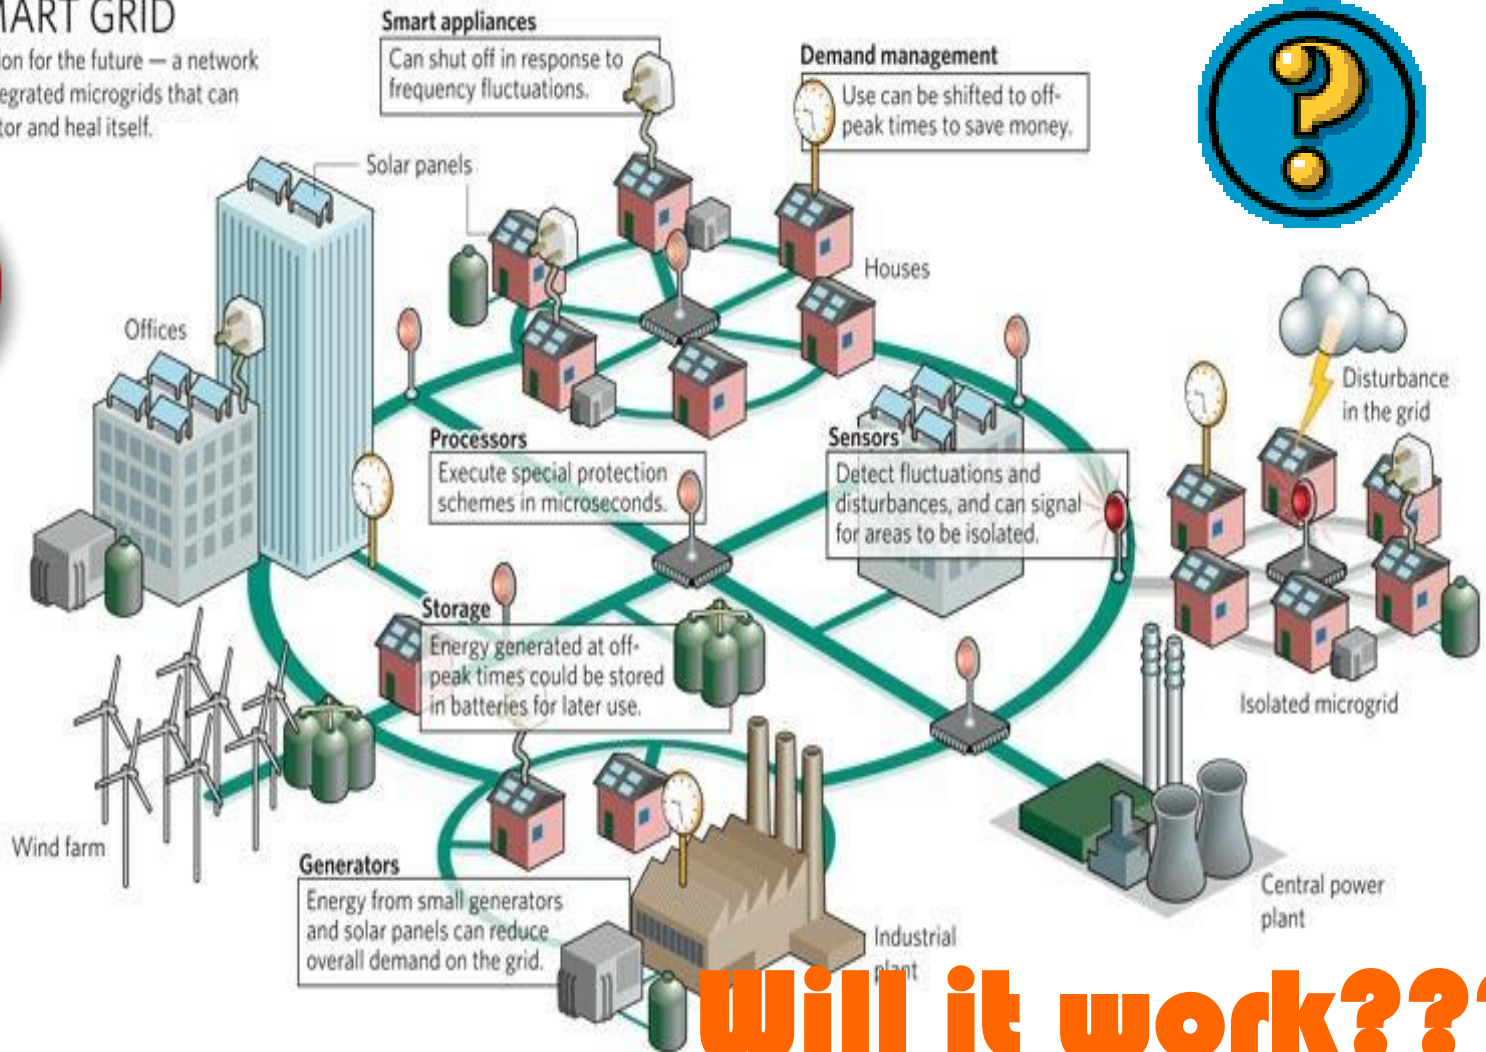 MART GRID
ion for the future — a network
egrated microgrids that can
tor and heal itself.
Smart appliances
Can shut off in response to
frequency fluctuations.
Demand management
Use can be shifted to off-
peak times to save money.
?
Solar panels
Houses
Offices
Disturbance
in the grid
Processors
Execute special protection
schemes in microseconds.
Sensors
Detect fluctuations and
disturbances, and can signal
for areas to be isolated.
Storage
Energy generated at off-
peak times could be stored
in batteries for later use.
Isolated microgrid
Wind farm
Generators
Energy from small generators
and solar panels can reduce
overall demand on the grid.
Central power
plant
Industrial
plant
Will it work???